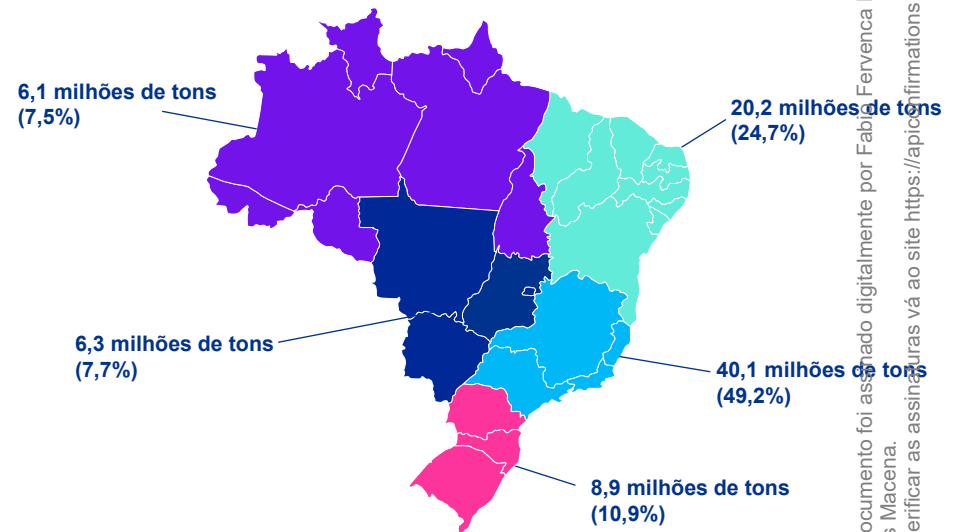 6,1 milhões de tons
(7,5%)
20,2 milhões de tons
(24,7%)
6,3 milhões de tons
(7,7%)
40,1 milhões de tons
(49,2%)
8,9 milhões de tons
(10,9%)
ocumento foi assinado digitalmente por Fabio Fervenca
s Macena.
erificar as assinaturas vá ao site https://apiconfirmations